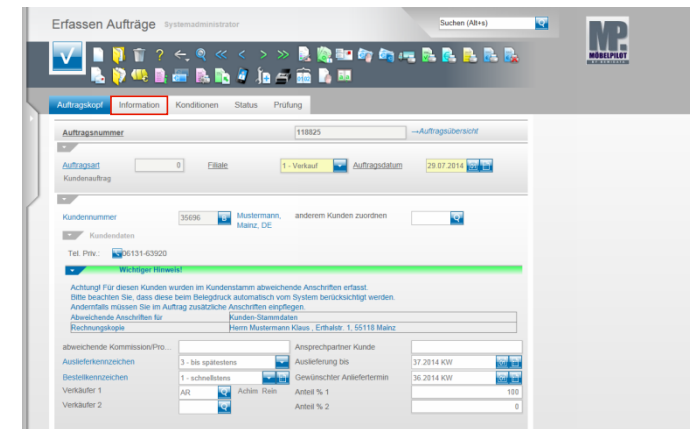 Erfassen Aufträge Systemadministrator
Suchen (Alt+s)
MP.
MÖBELPILOT
Auftragskopf Information Konditionen Status Prüfung
Auftragsnummer 118825 →Auftragsübersicht
Auftragsart 0 Filiale 1 - Verkauf Auftragsdatum 29.07.2014
Kundenauftrag
Kundennummer 35696 Mustermann, anderem Kunden zuordnen
Mainz, DE
Kundendaten
Tel. Priv.: 06131-63920
Wichtiger Hinweis!
Achtung! Für diesen Kunden wurden im Kundenstamm abweichende Anschriften erfasst.
Bitte beachten Sie, dass diese beim Belegdruck automatisch vom System berücksichtigt werden.
Andernfalls müssen Sie im Auftrag zusätzliche Anschriften einpflegen.
Abweichende Anschriften für Kunden-Stammdaten
Rechnungskopie Herrn Mustermann Klaus , Erthalstr. 1, 55118 Mainz
abweichende Kommission/Pro... Ansprechpartner Kunde
Auslieferkennzeichen 3 - bis spätestens Auslieferung bis 37.2014 KW
Bestellkennzeichen 1 - schnellstens Gewünschter Anliefertermin 36.2014 KW
Verkäufer 1 AR Achim Rein Anteil % 1 100
Verkäufer 2 Anteil % 2 0